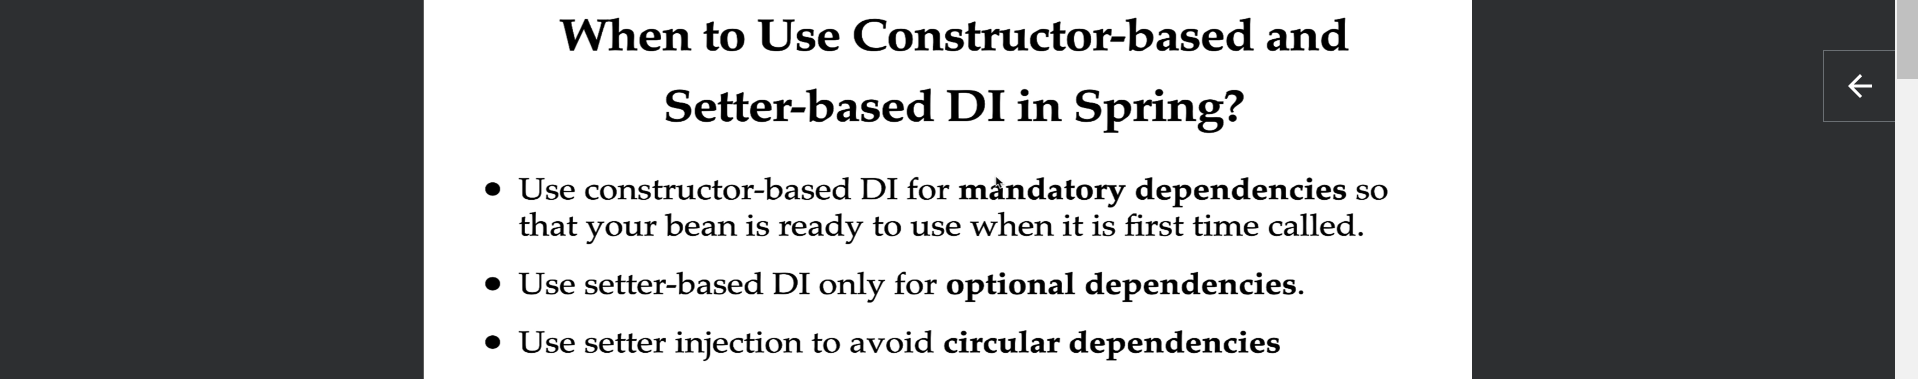 When to Use Constructor-based and
Setter-based DI in Spring?
● Use constructor-based DI for mandatory dependencies so
that your bean is ready to use when it is first time called.
● Use setter-based DI only for optional dependencies.
● Use setter injection to avoid circular dependencies